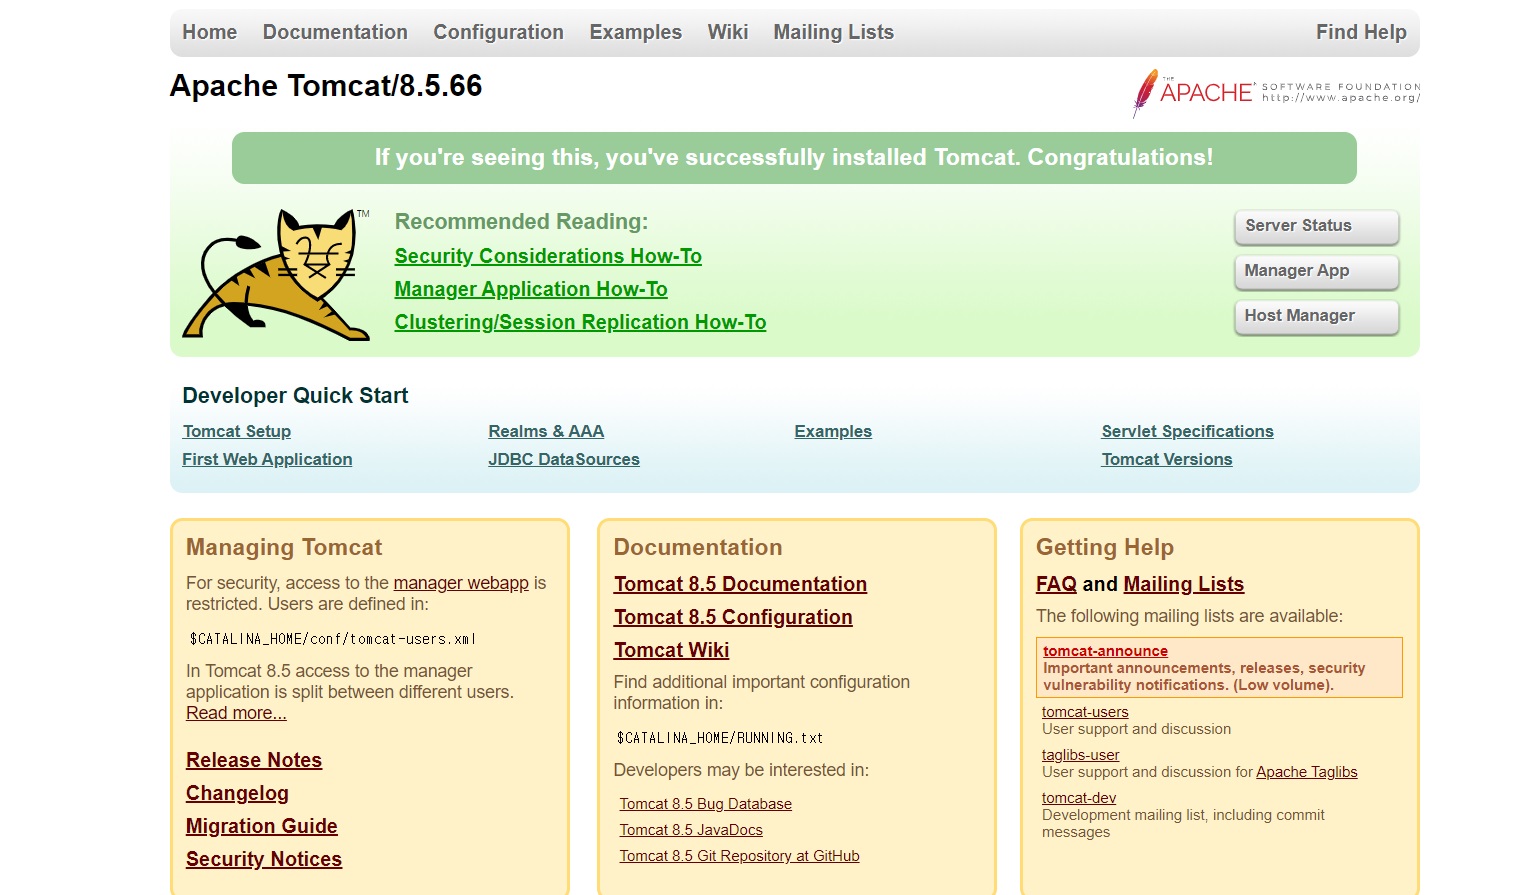 Home Documentation Configuration Examples Wiki Mailing Lists Find Help
Apache Tomcat/8.5.66
THE APACHE SOFTWARE FOUNDATION
http://www.apache.org/
If you're seeing this, you've successfully installed Tomcat. Congratulations!
TM
Recommended Reading:
Security Considerations How-To
Manager Application How-To
Clustering/Session Replication How-To
Server Status
Manager App
Host Manager
Developer Quick Start
Tomcat Setup
First Web Application
Realms & AAA
JDBC DataSources
Examples
Servlet Specifications
Tomcat Versions
Managing Tomcat
For security, access to the manager webapp is
restricted. Users are defined in:
$CATALINA_HOME/conf/tomcat-users.xml
In Tomcat 8.5 access to the manager
application is split between different users.
Read more...
Release Notes
Changelog
Migration Guide
Security Notices
Documentation
Tomcat 8.5 Documentation
Tomcat 8.5 Configuration
Tomcat Wiki
Find additional important configuration
information in:
$CATALINA_HOME/RUNNING.txt
Developers may be interested in:
Tomcat 8.5 Bug Database
Tomcat 8.5 JavaDocs
Tomcat 8.5 Git Repository at GitHub
Getting Help
FAQ and Mailing Lists
The following mailing lists are available:
tomcat-announce
Important announcements, releases, security
vulnerability notifications. (Low volume).
tomcat-users
User support and discussion
taglibs-user
User support and discussion for Apache Taglibs
tomcat-dev
Development mailing list, including commit
messages